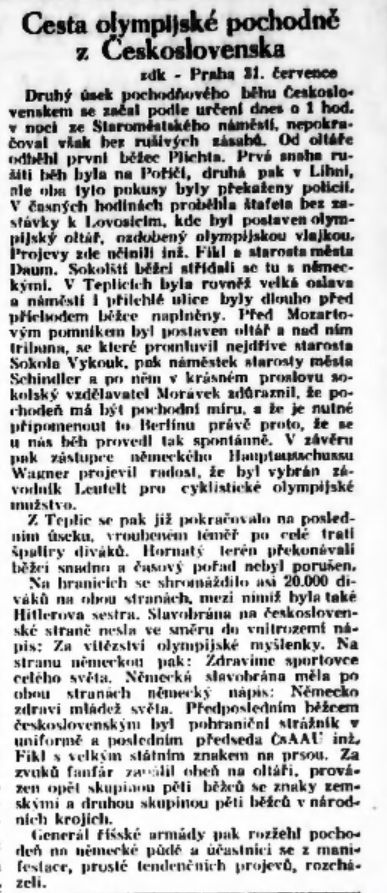 Cesta olympijské pochodně
z Československa
zdk - Praha 31. července
Druhý úsek pochodňového běhu Českoslo-
venskem se začal podle určení dnes o 1 hod.
v noci ze Staroměstského náměstí, nepokra-
čoval však bez rušivých zásahů. Od oltáře
odběhl první běžec Plichta. Prvá snaha ru-
šiti běh byla na Poříčí, druhá pak v Libni,
ale oba tyto pokusy byly překaženy policií.
V časných hodinách proběhla štafeta bez za-
stávky k Lovosicím, kde byl postaven olym-
pijský oltář, ozdobený olympijskou vlajkou.
Projevy zde učinili inž. Fikl a starosta města
Daum. Sokolští běžci střídali se tu s němec-
kými. V Teplicích byla rovněž velká oslava
a náměstí i přilehlé ulice byly dlouho před
příchodem běžce naplněny. Před Mozarto-
vým pomníkem byl postaven oltář a nad ním
tribuna, se které promluvil nejdříve starosta
Sokola Vykouk, pak náměstek starosty města
Schindler a po něm v krásném proslovu so-
kolský vzdělavatel Morávek zdůraznil, že po-
chodeň má být pochodní míru, a že je nutné
připomenout to Berlínu právě proto, že se
u nás běh provedl tak spontánně. V závěru
pak zástupce německého Hauptausschussu
Wagner projevil radost, že byl vybrán zá-
vodník Leutelt pro cyklistické olympijské
mužstvo.
Z Teplic se pak již pokračovalo na posled-
ním úseku, vroubeném téměř po celé trati
špalíry diváků. Hornatý terén překonávali
běžci snadno a časový pořad nebyl porušen.
Na hranicích se shromáždilo asi 20.000 di-
váků na obou stranách, mezi nimiž byla také
Hitlerova sestra. Slavobrána na českosloven-
ské straně nesla ve směru do vnitrozemí ná-
pis: Za vítězství olympijské myšlenky. Na
stranu německou pak: Zdravíme sportovce
celého světa. Německá slavobrána měla po
obou stranách německý nápis: Německo
zdraví mládež světa. Předposledním běžcem
československým byl pohraniční strážník v
uniformě a posledním předseda ČsAAU inž.
Fikl s velkým státním znakem na prsou. Za
zvuků fanfár zapálil oheň na oltáři, prová-
zen opět skupinou pěti běžců se znaky zem-
skými a druhou skupinou pěti běžců v národ-
ních krojích.
Generál říšské armády pak rozžehl pocho-
deň na německé půdě a účastníci se z mani-
festace, prosté tendenčních projevů, rozchá-
zeli.